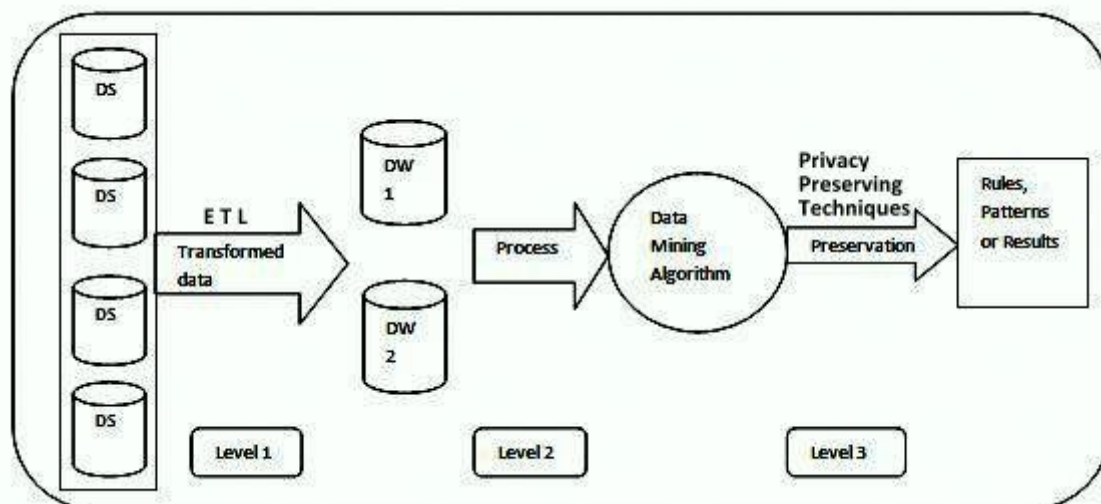 DS
DS
DS
DS
E T L
Transformed
data
DW
1
DW
2
Process
Data
Mining
Algorithm
Privacy
Preserving
Techniques
Preservation
Rules,
Patterns
or Results
Level 1
Level 2
Level 3